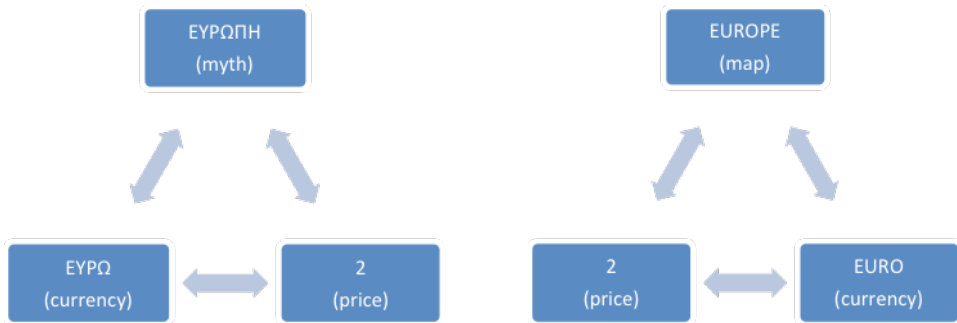 ΕΥΡΩΠΗ
(myth)
ΕΥΡΩ
(currency)
2
(price)
EUROPE
(map)
2
(price)
EURO
(currency)